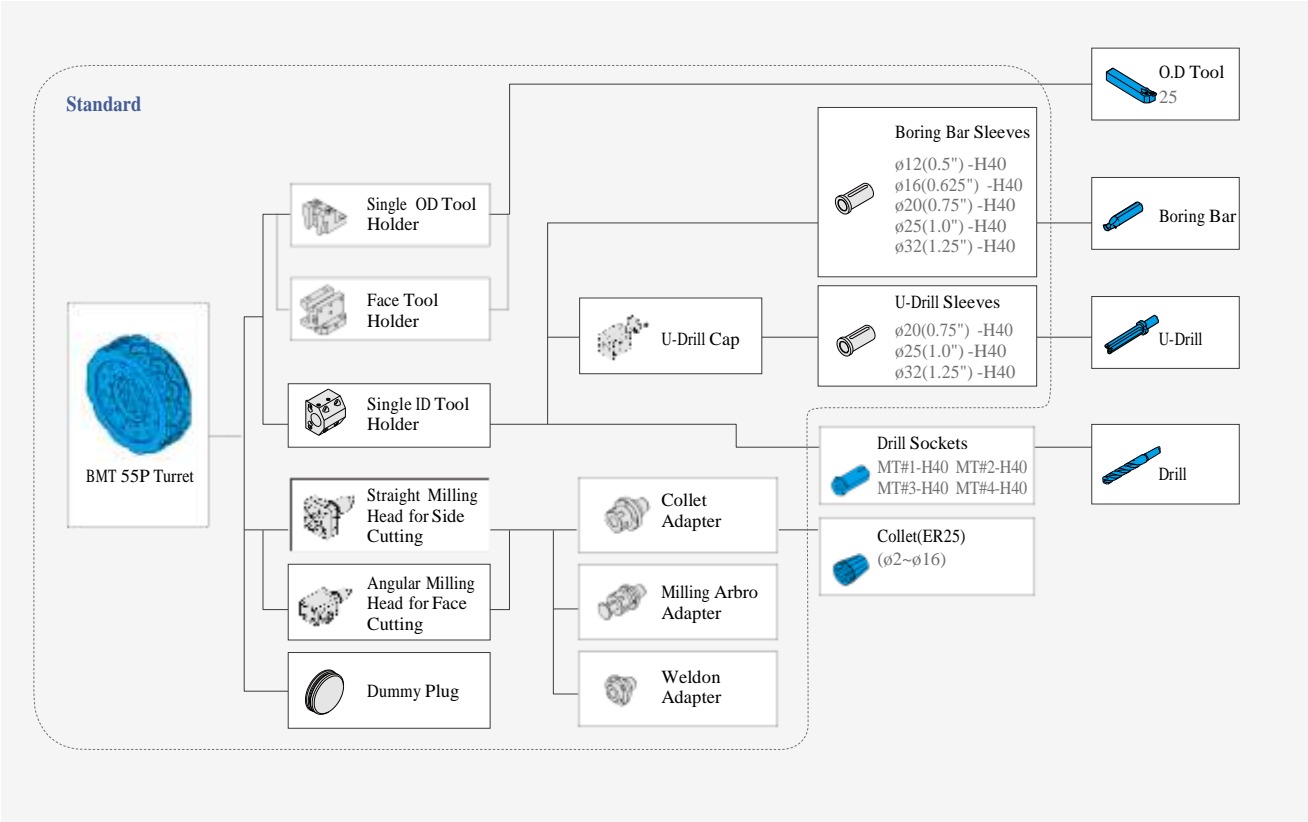 Standard
BMT 55P Turret
Single OD Tool
Holder
Face Tool
Holder
Single ID Tool
Holder
Straight Milling
Head for Side
Cutting
Angular Milling
Head for Face
Cutting
Dummy Plug
U-Drill Cap
Collet
Adapter
Milling Arbro
Adapter
Weldon
Adapter
Boring Bar Sleeves
ø12(0.5") -H40
ø16(0.625") -H40
ø20(0.75") -H40
ø25(1.0") -H40
ø32(1.25") -H40
U-Drill Sleeves
ø20(0.75") -H40
ø25(1.0") -H40
ø32(1.25") -H40
Drill Sockets
MT#1-H40 MT#2-H40
MT#3-H40 MT#4-H40
Collet(ER25)
(ø2~ø16)
O.D Tool
25
Boring Bar
U-Drill
Drill